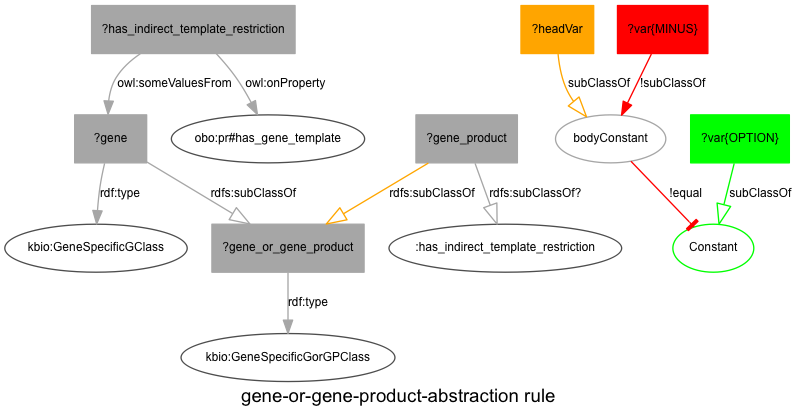 ?has_indirect_template_restriction
?headVar
?var{MINUS}
owl:someValuesFrom
owl:onProperty
subClassOf
!subClassOf
?gene
obo:pr#has_gene_template
?gene_product
bodyConstant
?var{OPTION}
rdf:type
rdfs:subClassOf
rdfs:subClassOf
rdfs:subClassOf?
!equal
subClassOf
kbio:GeneSpecificGClass
?gene_or_gene_product
:has_indirect_template_restriction
Constant
rdf:type
kbio:GeneSpecificGorGPClass
gene-or-gene-product-abstraction rule